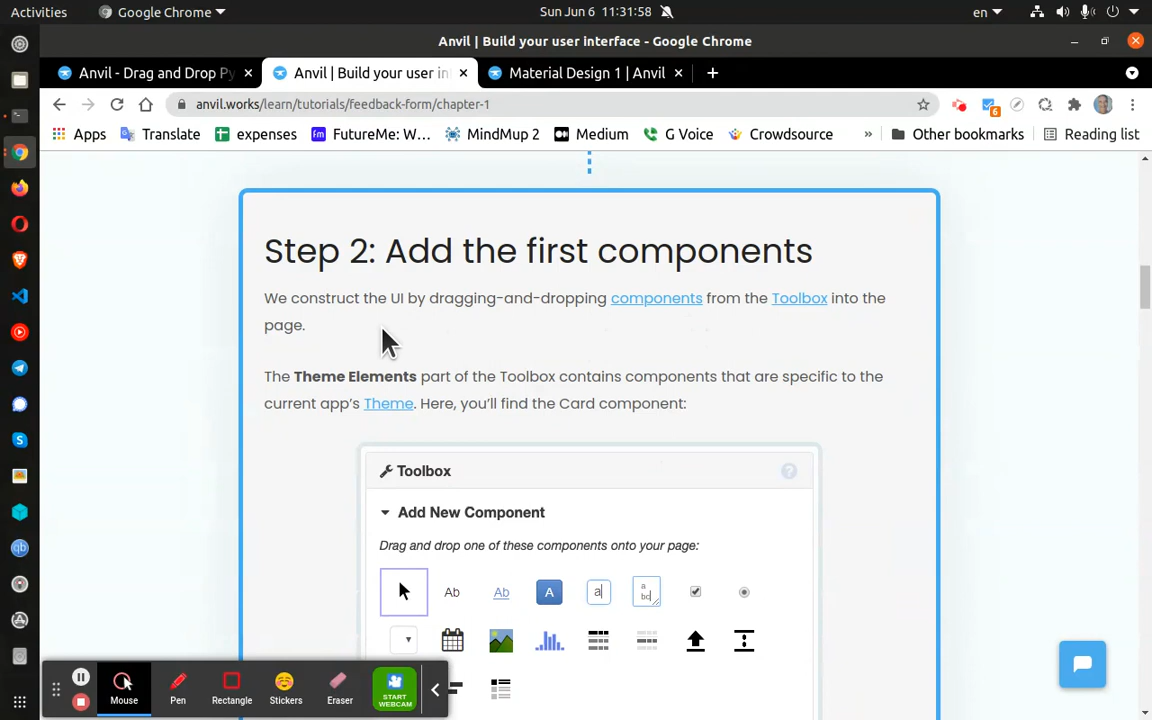 Activities
Google Chrome
Sun Jun 6 11:31:58
en
Anvil | Build your user interface - Google Chrome
Anvil - Drag and Drop Py
Anvil | Build your user in
Material Design 1 | Anvil
anvil.works/learn/tutorials/feedback-form/chapter-1
6
Apps
Translate
expenses
fm
FutureMe: W...
MindMup 2
Medium
G Voice
Crowdsource
»
Other bookmarks
Reading list
Step 2: Add the first components
We construct the UI by dragging-and-dropping components from the Toolbox into the
page.
The Theme Elements part of the Toolbox contains components that are specific to the
current app's Theme. Here, you'll find the Card component:
Toolbox
?
Add New Component
Drag and drop one of these components onto your page:
Ab
Ab
A
a
a
bc
qb
Mouse
Pen
Rectangle
Stickers
Eraser
START
WEBCAM